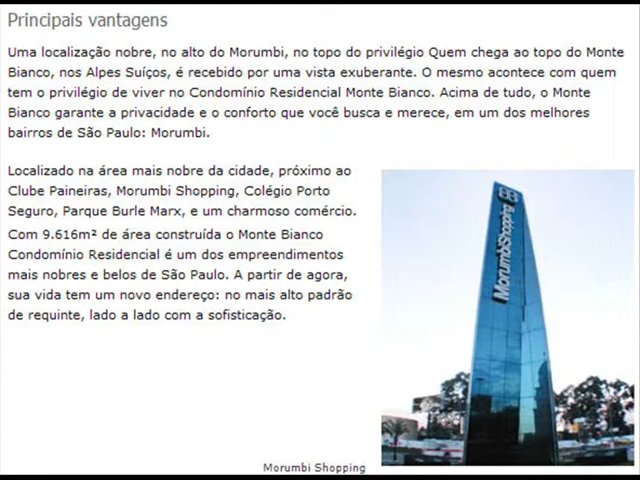 Principais vantagens
Uma localização nobre, no alto do Morumbi, no topo do privilégio Quem chega ao topo do Monte
Bianco, nos Alpes Suíços, é recebido por uma vista exuberante. O mesmo acontece com quem
tem o privilégio de viver no Condomínio Residencial Monte Bianco. Acima de tudo, o Monte
Bianco garante a privacidade e o conforto que você busca e merece, em um dos melhores
bairros de São Paulo: Morumbi.
Localizado na área mais nobre da cidade, próximo ao
Clube Paineiras, Morumbi Shopping, Colégio Porto
Seguro, Parque Burle Marx, e um charmoso comércio.
Com 9.616m² de área construída o Monte Bianco
Condomínio Residencial é um dos empreendimentos
mais nobres e belos de São Paulo. A partir de agora,
sua vida tem um novo endereço: no mais alto padrão
de requinte, lado a lado com a sofisticação.
MorumbiShopping
Morumbi Shopping